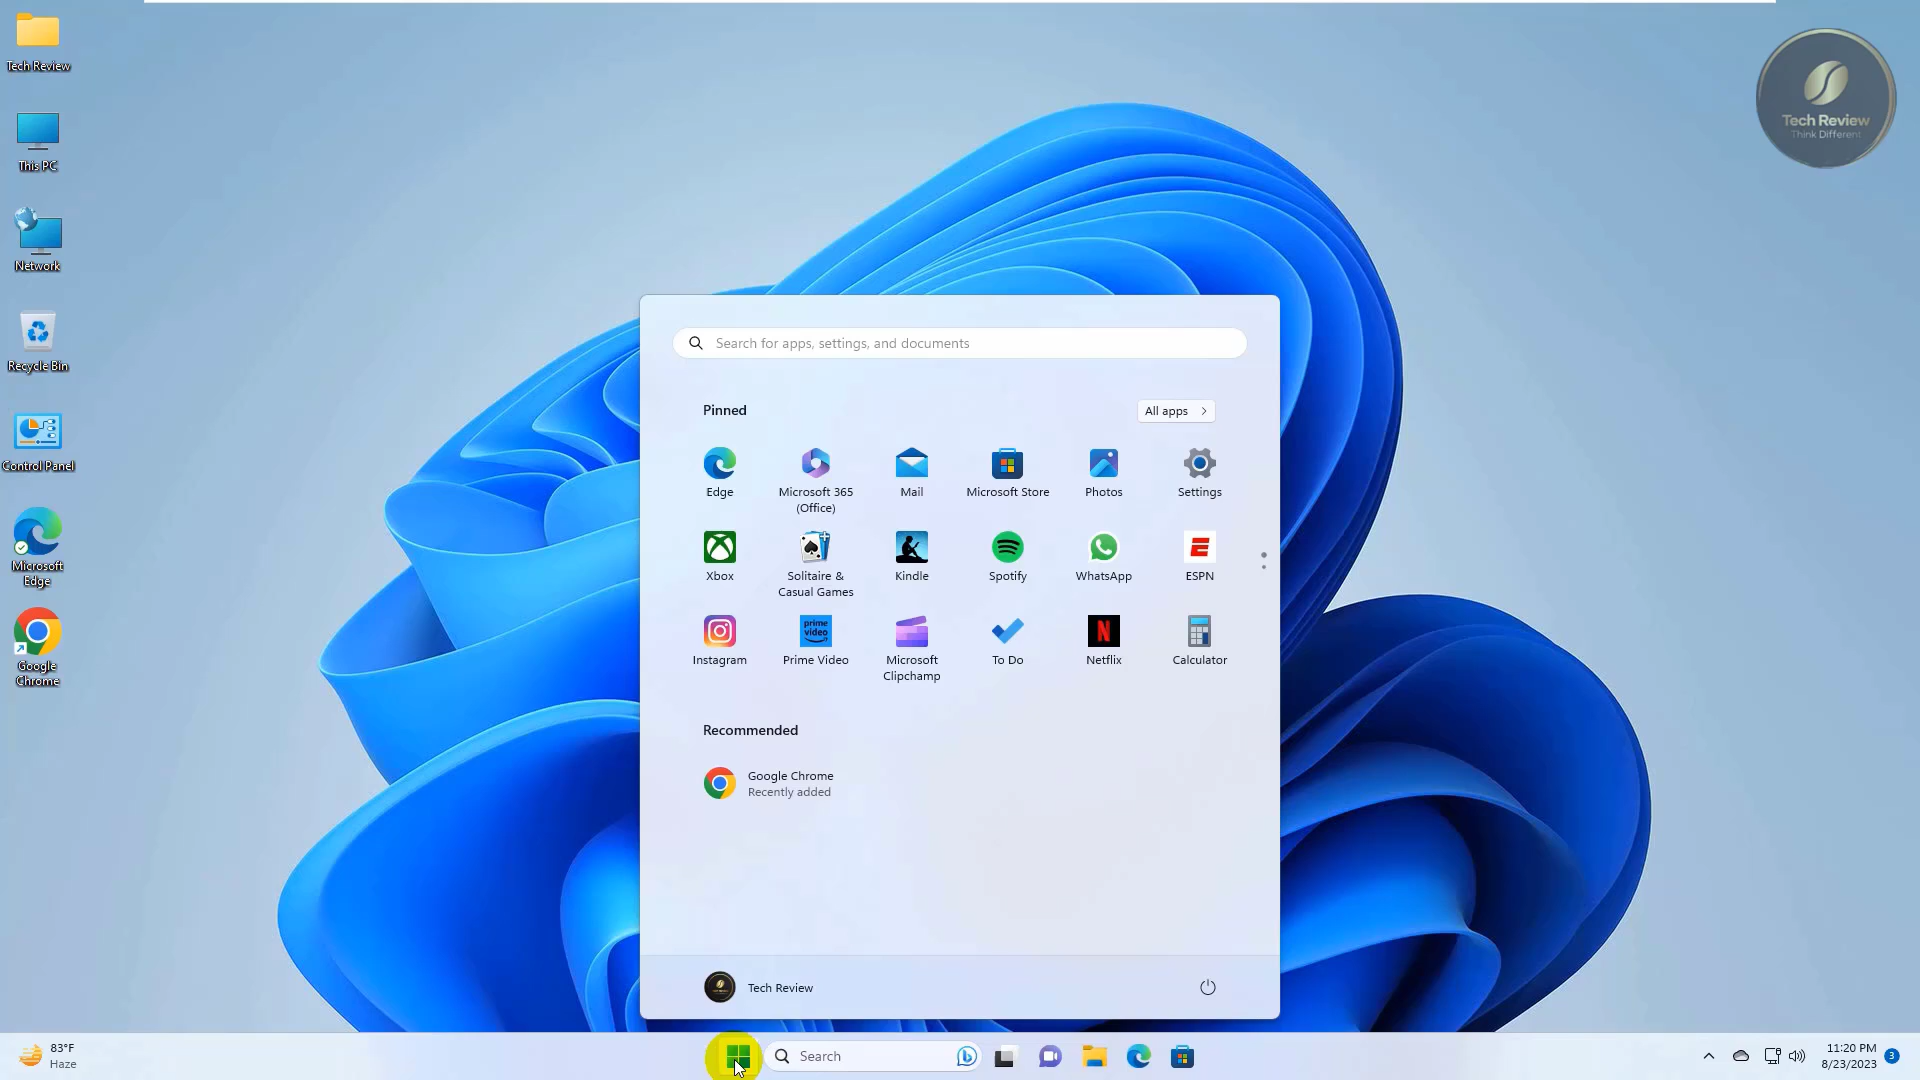 Tech Review
This PC
Network
Recycle Bin
Control Panel
Microsoft
Edge
Google
Chrome
Tech Review
Think Different
Search for apps, settings, and documents
Pinned
All apps
Edge
Microsoft 365
(Office)
Mail
Microsoft Store
Photos
Settings
Xbox
Solitaire &
Casual Games
Kindle
Spotify
WhatsApp
ESPN
prime
video
Instagram
Prime Video
Microsoft
Clipchamp
To Do
N
Netflix
Calculator
Recommended
Google Chrome
Recently added
Tech Review
83°F
Haze
Search
11:20 PM
8/23/2023
3